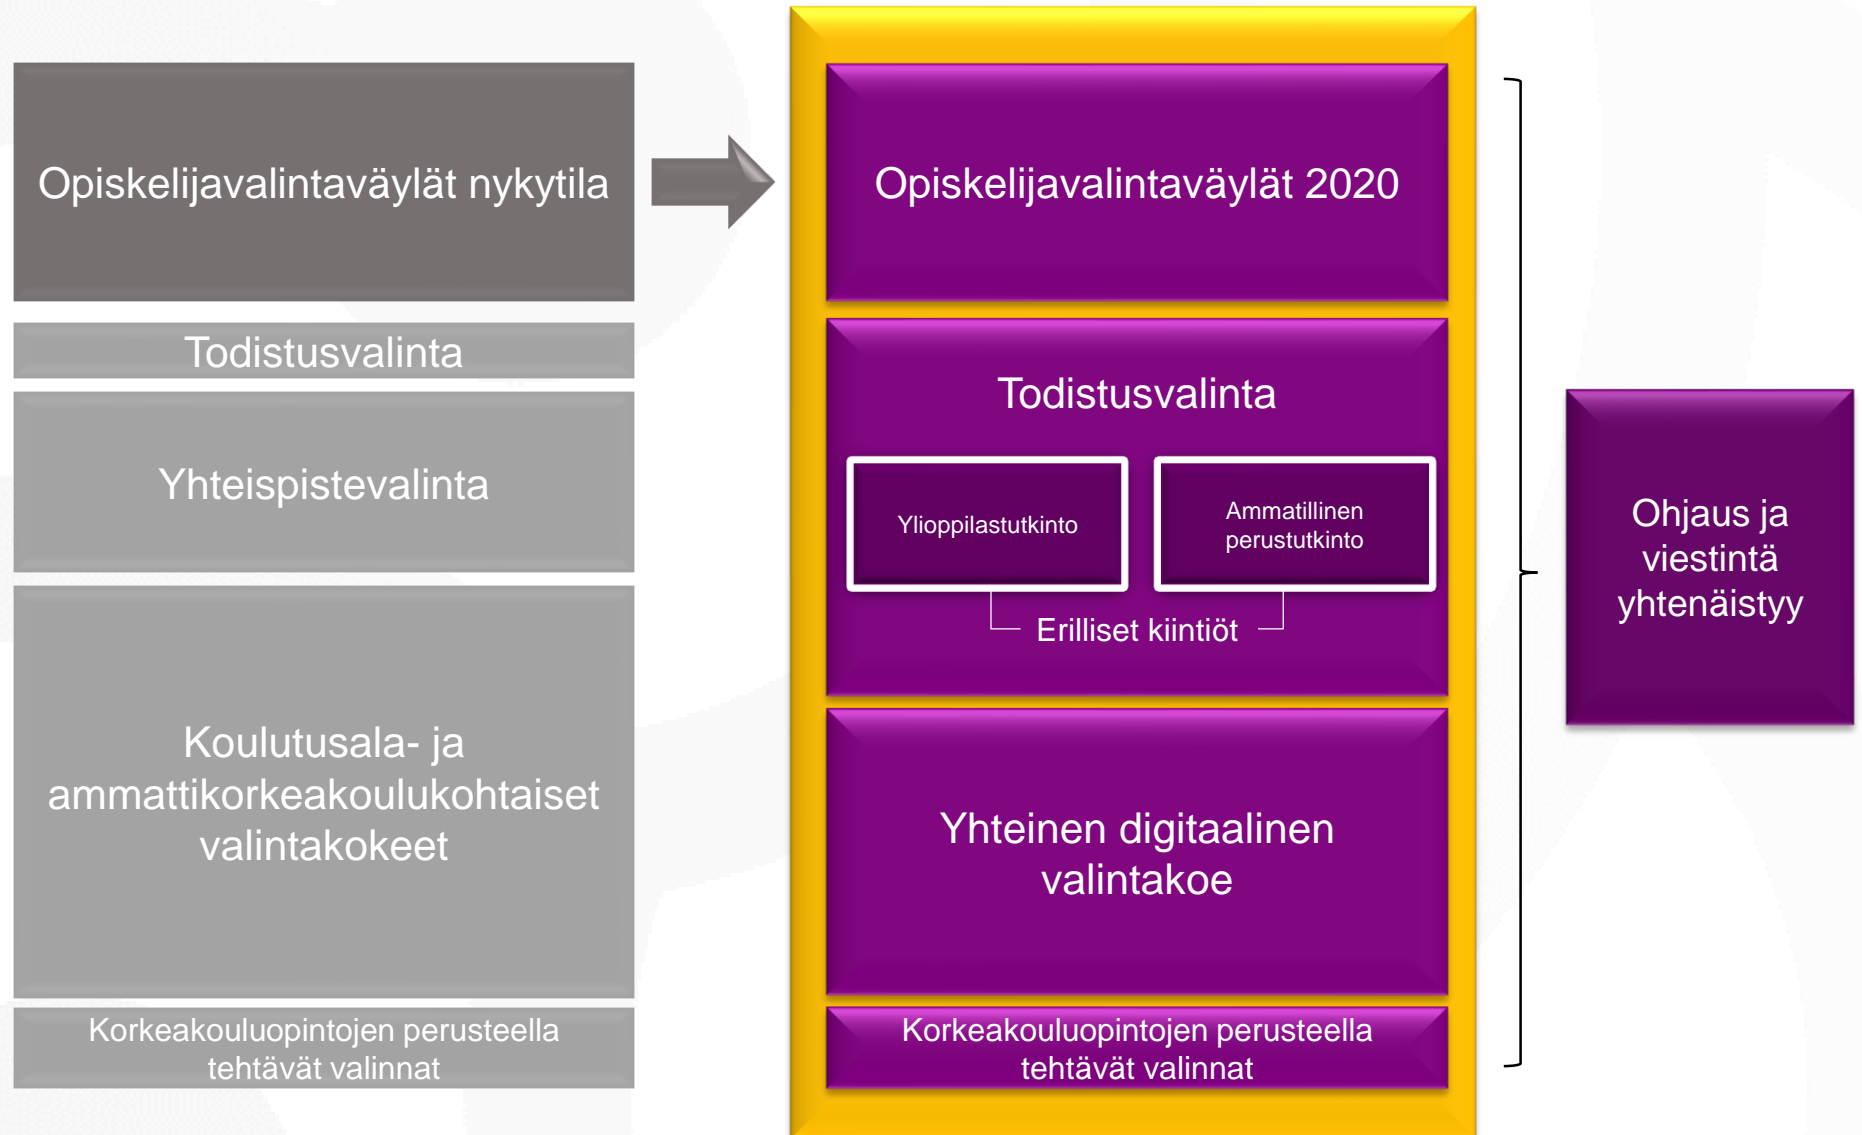 Opiskelijavalintaväylät nykytila
Todistusvalinta
Yhteispistevalinta
Koulutusala- ja
ammattikorkeakoulukohtaiset
valintakokeet
Korkeakouluopintojen perusteella
tehtävät valinnat
Opiskelijavalintaväylät 2020
Todistusvalinta
Ylioppilastutkinto
Ammatillinen
perustutkinto
Erilliset kiintiöt
Yhteinen digitaalinen
valintakoe
Korkeakouluopintojen perusteella
tehtävät valinnat
Ohjaus ja
viestintä
yhtenäistyy